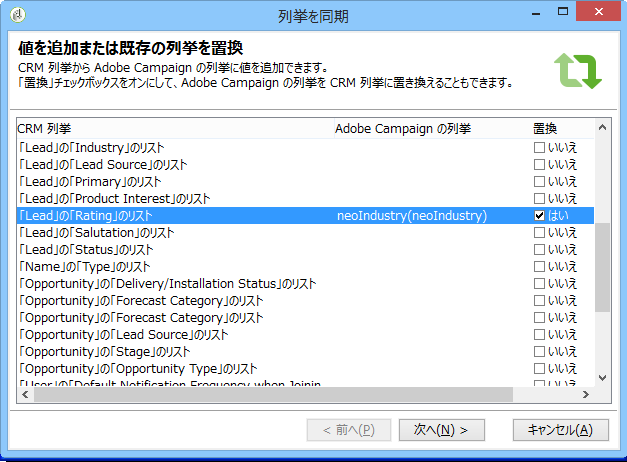 列挙を同期
値を追加または既存の列挙を置換
CRM 列挙から Adobe Campaign の列挙に値を追加できます。
「置換」チェックボックスをオンにして、Adobe Campaign の列挙を CRM 列挙に置き換えることもできます。
CRM 列挙 Adobe Campaign の列挙 置換
「Lead」の「Industry」のリスト いいえ
「Lead」の「Lead Source」のリスト いいえ
「Lead」の「Primary」のリスト いいえ
「Lead」の「Product Interest」のリスト いいえ
「Lead」の「Rating」のリスト neoIndustry(neoIndustry) はい
「Lead」の「Salutation」のリスト いいえ
「Lead」の「Status」のリスト いいえ
「Name」の「Type」のリスト いいえ
「Opportunity」の「Delivery/Installation Status」のリスト いいえ
「Opportunity」の「Forecast Category」のリスト いいえ
「Opportunity」の「Forecast Category」のリスト いいえ
「Opportunity」の「Lead Source」のリスト いいえ
「Opportunity」の「Stage」のリスト いいえ
「Opportunity」の「Opportunity Type」のリスト いいえ
「User」の「Default Notification Frequency when Joinin いいえ
< 前へ(P) 次へ(N) > キャンセル(A)